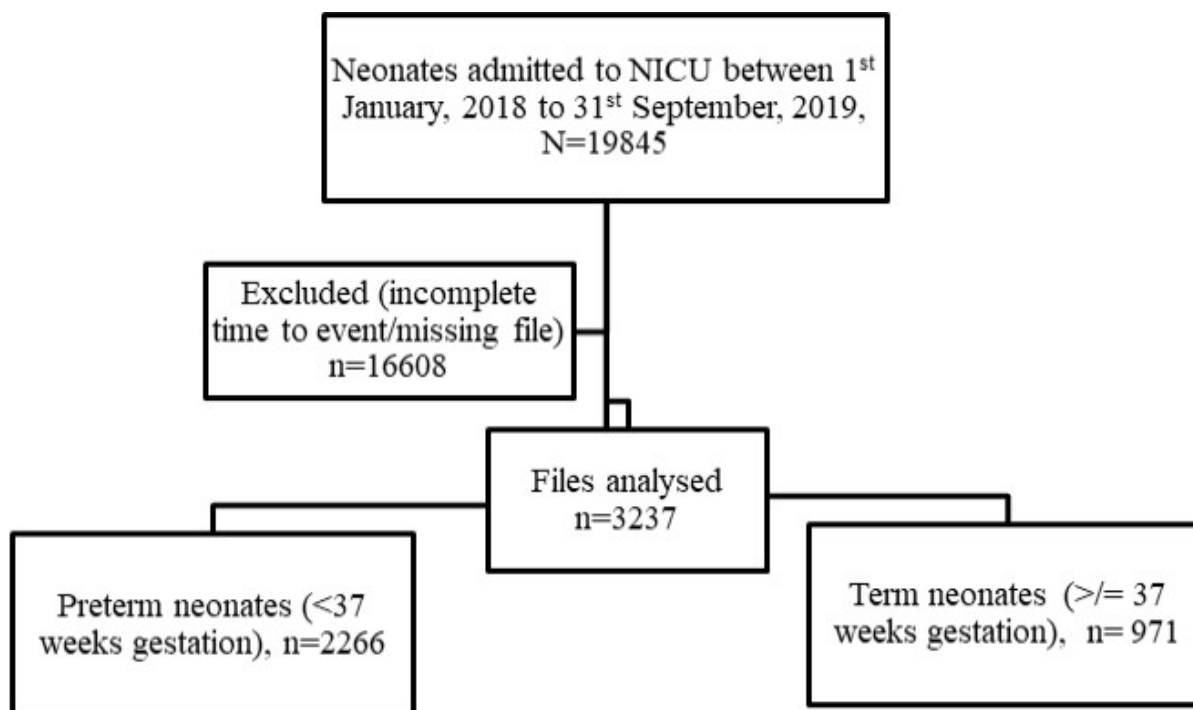 Neonates admitted to NICU between 1st
January, 2018 to 31st September, 2019,
N=19845
Excluded (incomplete
time to event/missing file)
n=16608
Files analysed
n=3237
Preterm neonates (<37
weeks gestation), n=2266
Term neonates (>/= 37
weeks gestation), n= 971